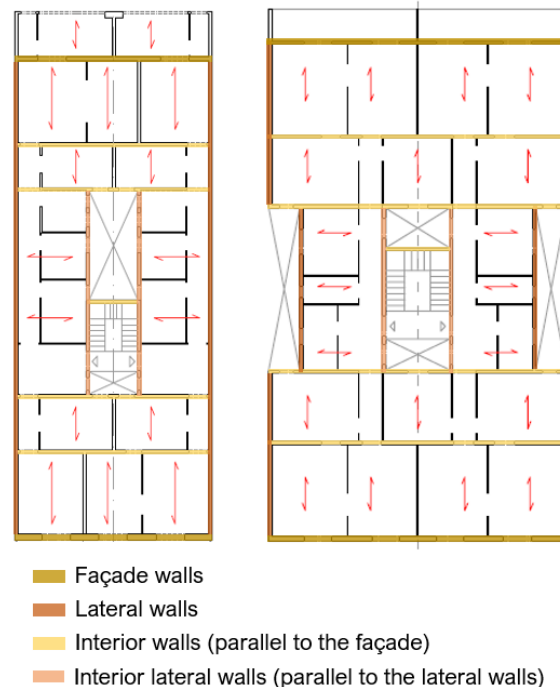 Façade walls
Lateral walls
Interior walls (parallel to the façade)
Interior lateral walls (parallel to the lateral walls)